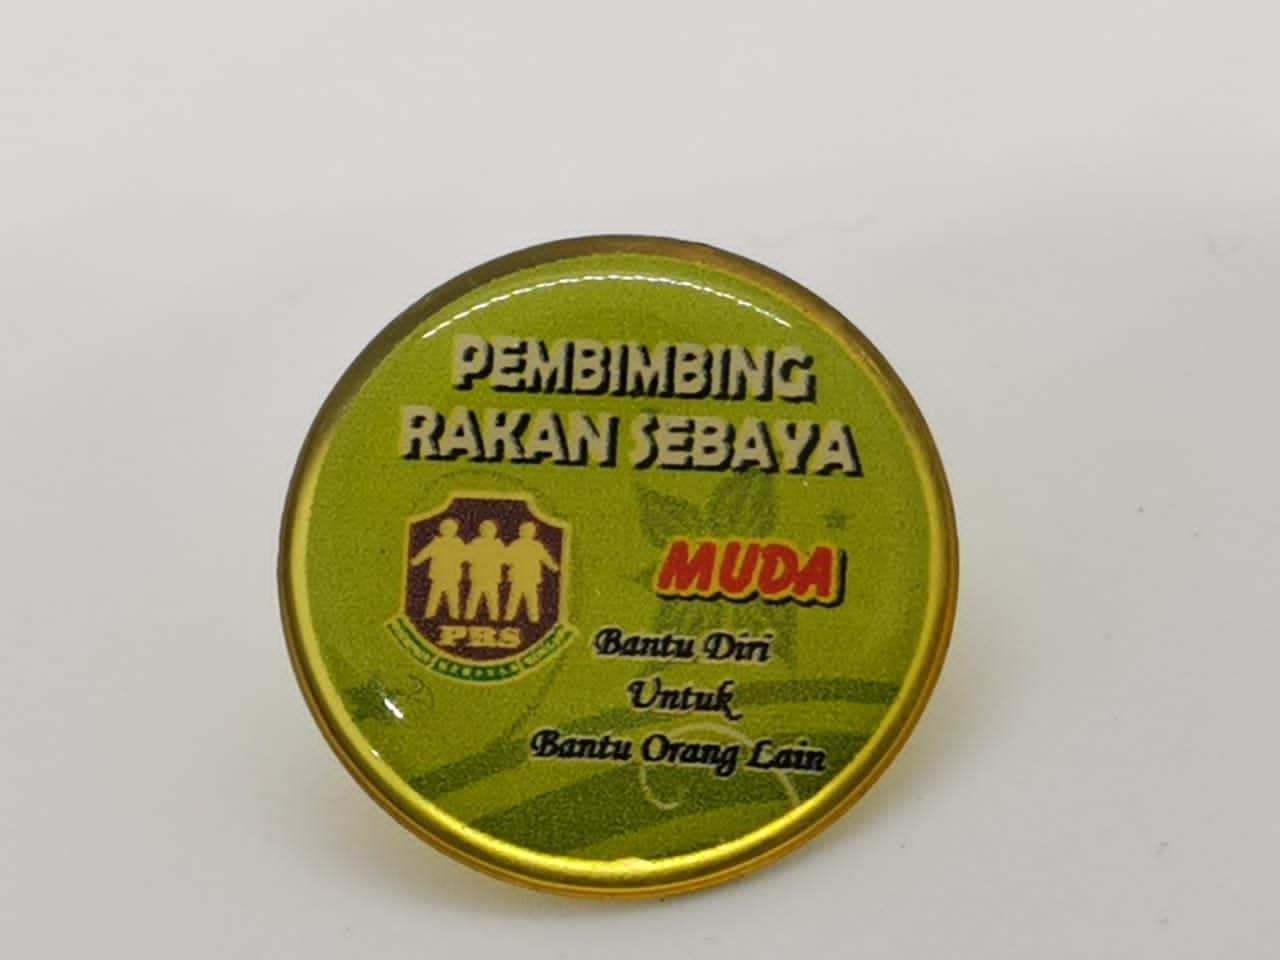 PEMBIMBING
RAKAN SEBAYA
MUDA
PRS
Bantu Diri
Untuk
Bantu Orang Lain